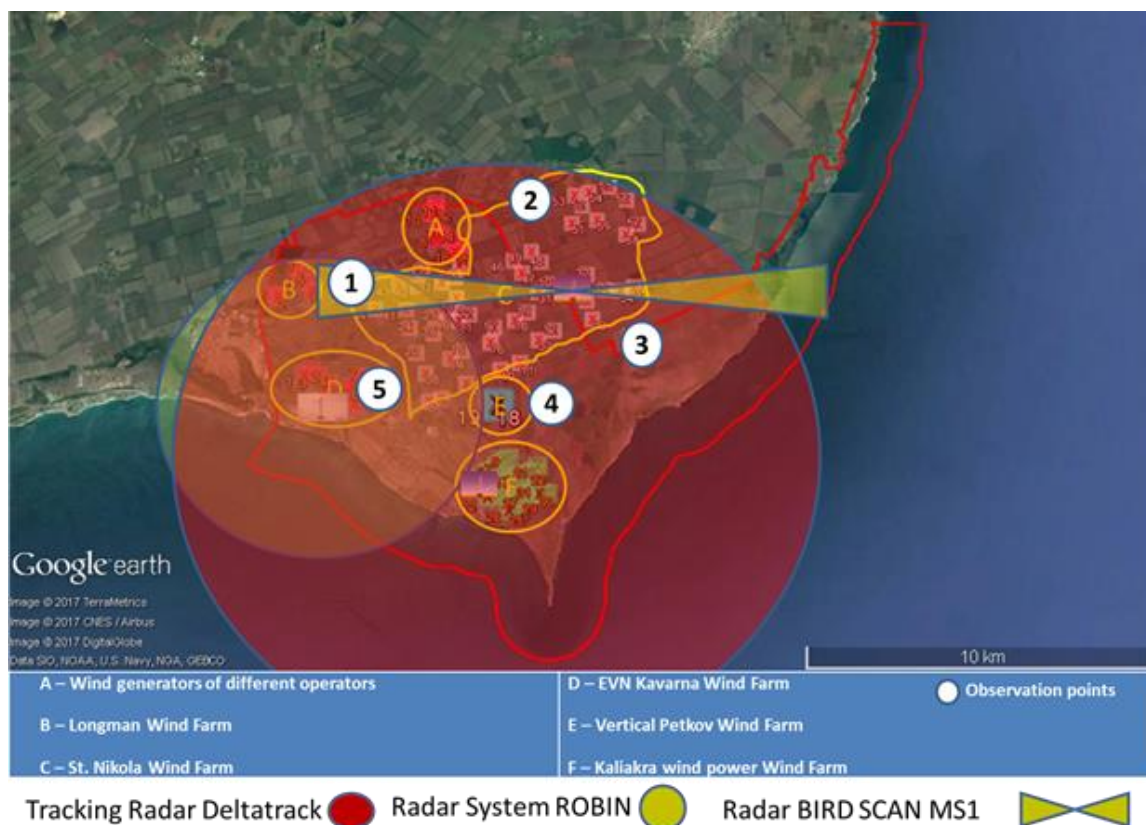 2
A
1
B
C
3
5
D
4
E
19 18
F
Google earth
Image © 2017 TerraMetrics
Image © 2017 CNES / Airbus
Image © 2017 DigitalGlobe
Data SIO, NOAA, U.S. Navy, NGA, GEBCO
10 km
A – Wind generators of different operators
B – Longman Wind Farm
C – St. Nikola Wind Farm
D – EVN Kavarna Wind Farm
E – Vertical Petkov Wind Farm
F – Kaliakra wind power Wind Farm
Observation points
Tracking Radar Deltatrack
Radar System ROBIN
Radar BIRD SCAN MS1